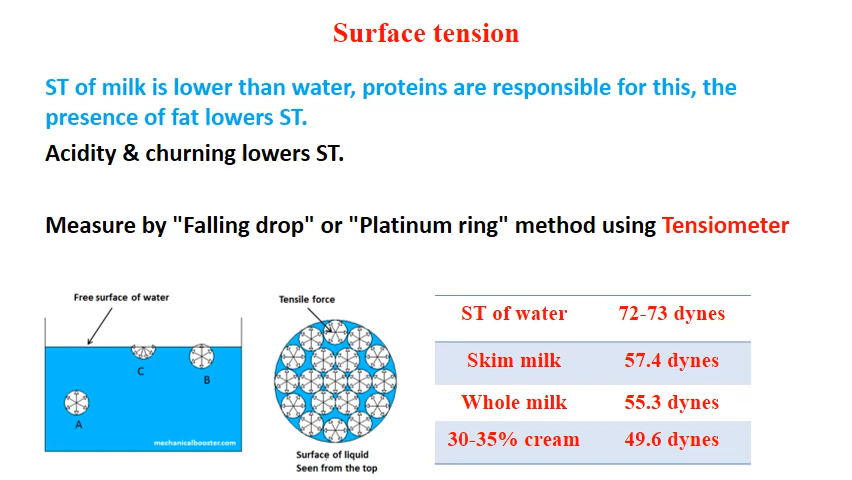 Surface tension
ST of milk is lower than water, proteins are responsible for this, the
presence of fat lowers ST.
Acidity & churning lowers ST.
Measure by "Falling drop" or "Platinum ring" method using Tensiometer
Free surface of water
C
B
A
mechanicalbooster.com
Tensile force
Surface of liquid
Seen from the top
ST of water 72-73 dynes
Skim milk 57.4 dynes
Whole milk 55.3 dynes
30-35% cream 49.6 dynes